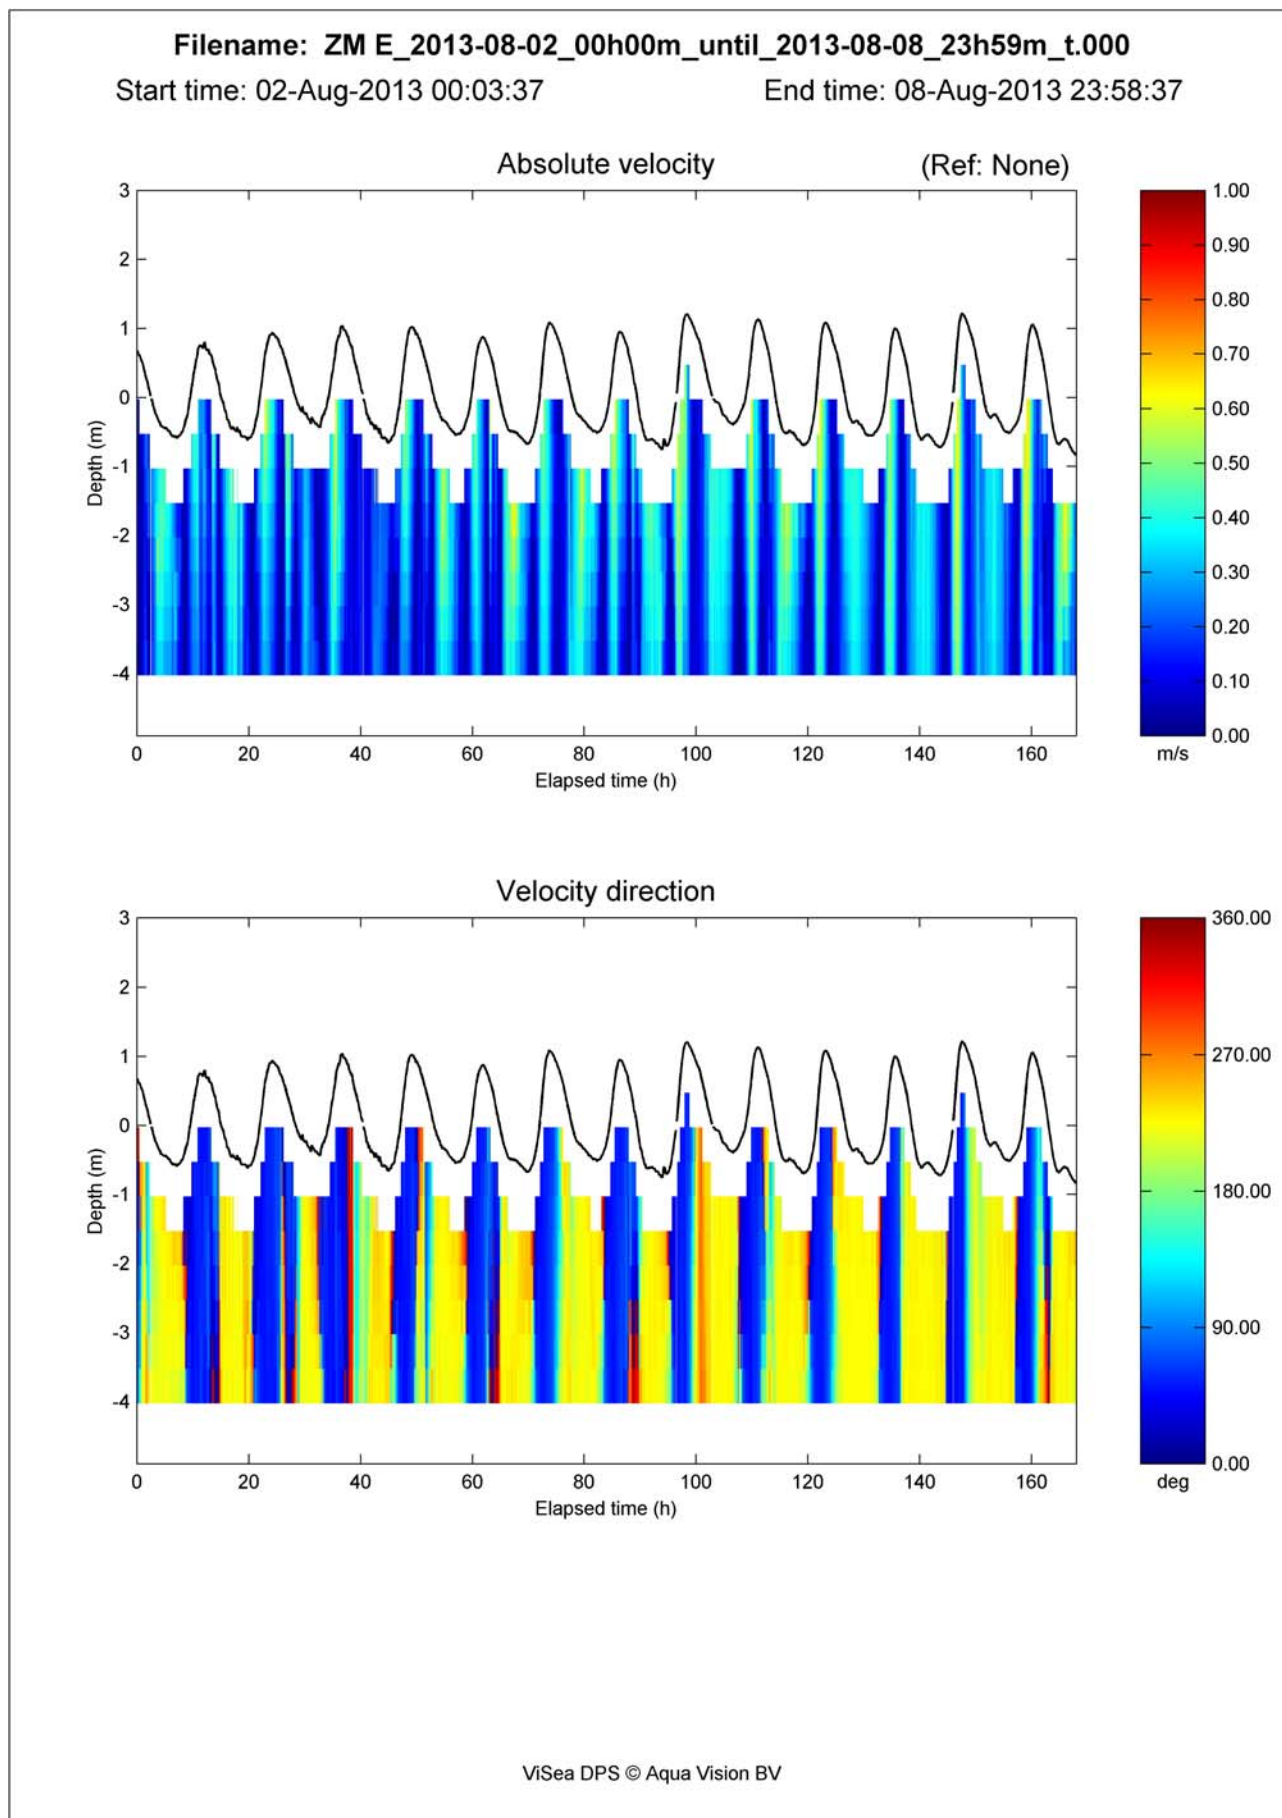 Filename:  ZM E_2013-08-02_00h00m_until_2013-08-08_23h59m_t.000
Start time: 02-Aug-2013 00:03:37 End time: 08-Aug-2013 23:58:37
Absolute velocity (Ref: None)
3
2
1
0
-1
-2
-3
-4
Depth (m)
0 20 40 60 80 100 120 140 160
Elapsed time (h)
1.00
0.90
0.80
0.70
0.60
0.50
0.40
0.30
0.20
0.10
0.00
m/s
Velocity direction
3
2
1
0
-1
-2
-3
-4
Depth (m)
0 20 40 60 80 100 120 140 160
Elapsed time (h)
360.00
270.00
180.00
90.00
0.00
deg
ViSea DPS © Aqua Vision BV